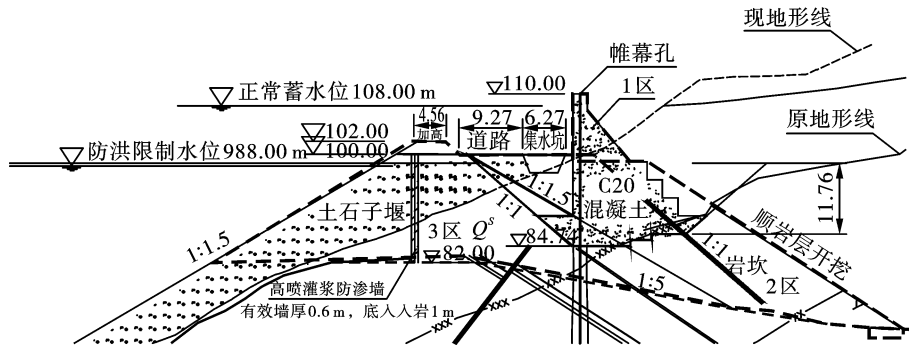 现地形线
帷幕孔
110.00
1区
正常蓄水位108.00 m
原地形线
4.56
加高
9.27
道路
6.27
集水坑
102.00
100.00
防洪限制水位988.00 m
C20
混凝土
11.76
1:1.5
1:1
土石子堰
3区 Qˢ
84.74
82.00
1:1.5
1:1
岩坎
2区
顺岩层开挖
1:5
高喷灌浆防渗墙
有效墙厚0.6 m，底入入岩1 m
xxx
xxx
xxx
x